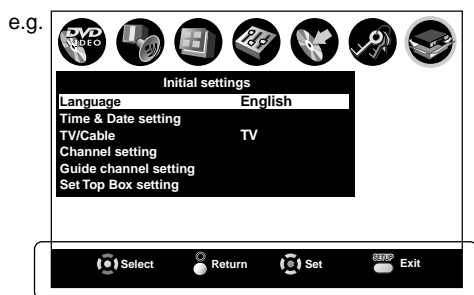 e.g.
DVD
VIDEO
Initial settings
Language English
Time & Date setting
TV/Cable TV
Channel setting
Guide channel setting
Set Top Box setting
Select Return Set SETUP Exit